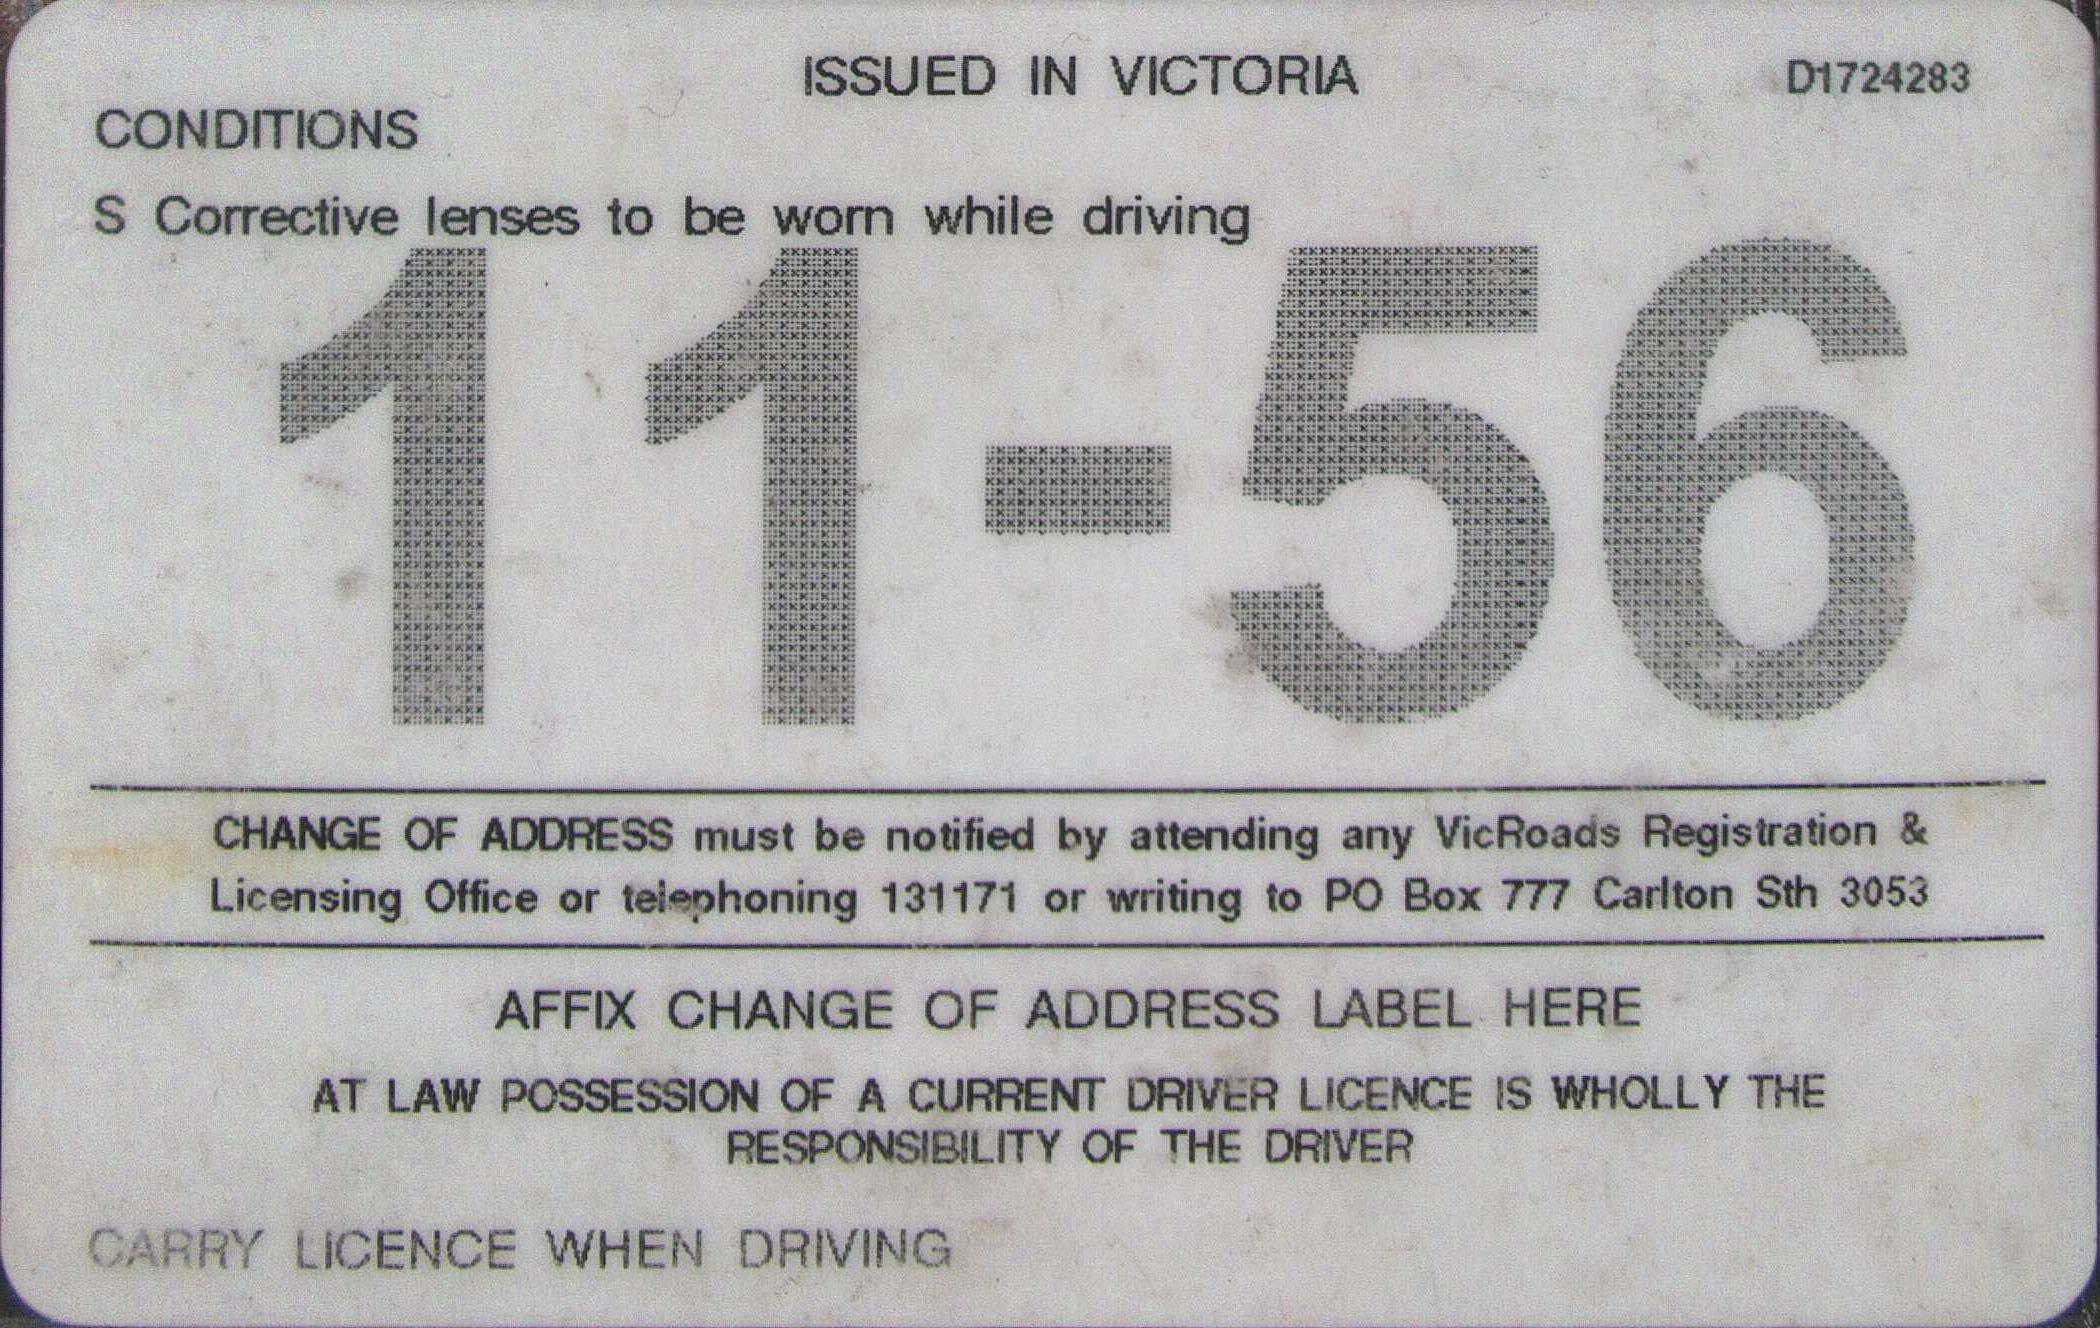 ISSUED IN VICTORIA
D1724283
CONDITIONS
S Corrective lenses to be worn while driving
11-56
CHANGE OF ADDRESS must be notified by attending any VicRoads Registration &
Licensing Office or telephoning 131171 or writing to PO Box 777 Carlton Sth 3053
AFFIX CHANGE OF ADDRESS LABEL HERE
AT LAW POSSESSION OF A CURRENT DRIVER LICENCE IS WHOLLY THE
RESPONSIBILITY OF THE DRIVER
CARRY LICENCE WHEN DRIVING